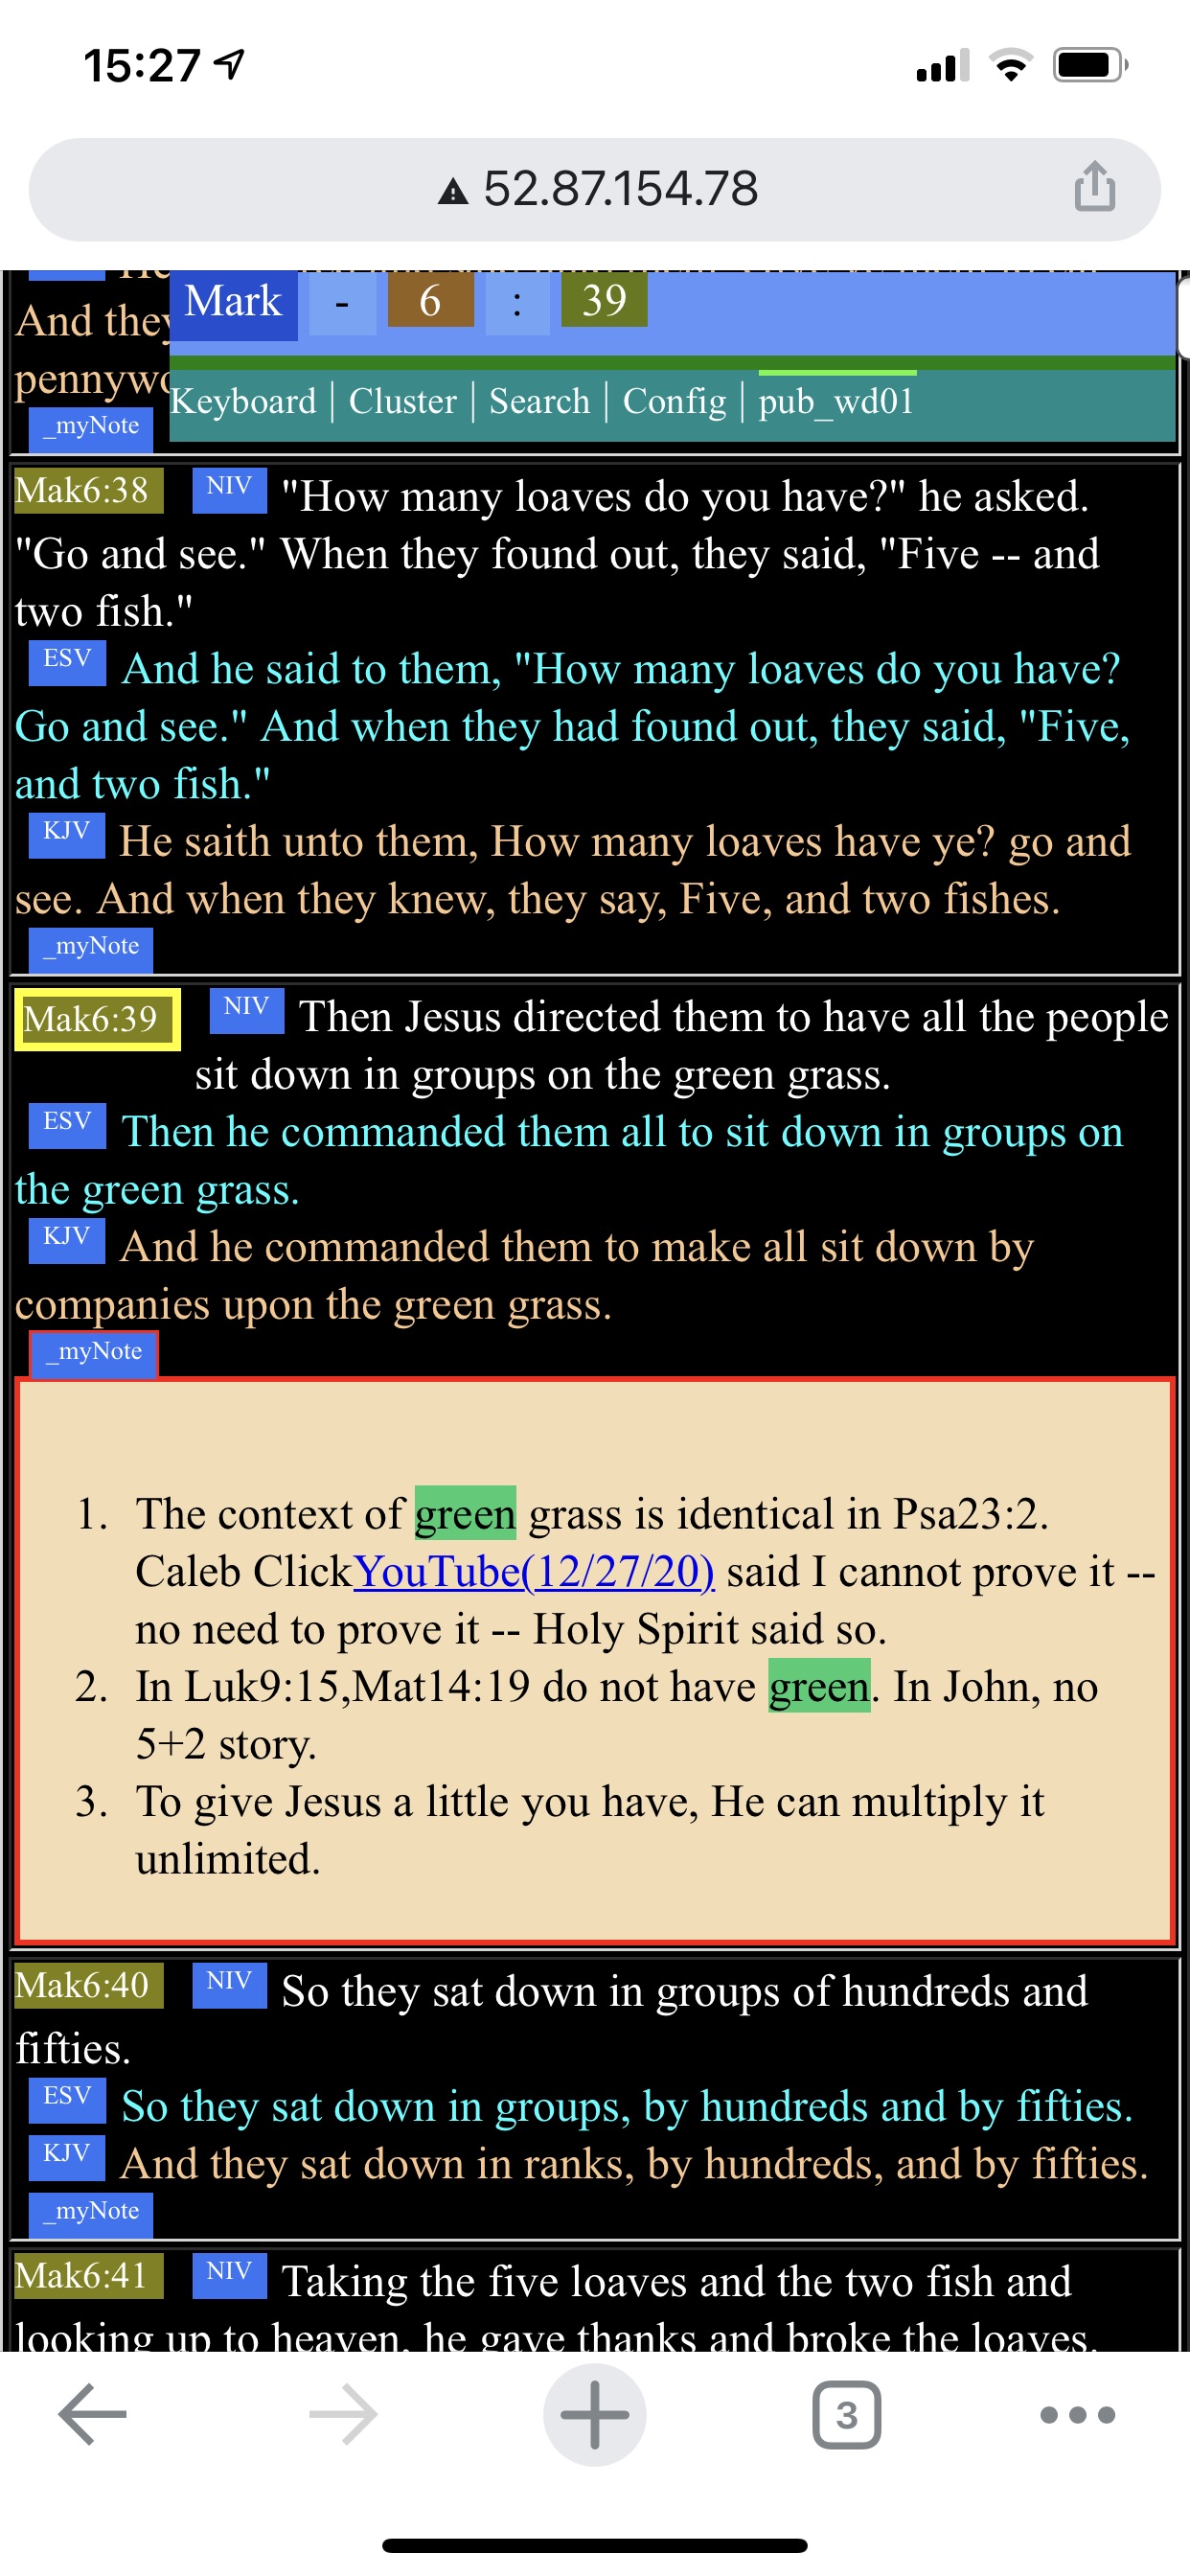 15:27
52.87.154.78
Mark - 6 : 39
And they
pennywo
Keyboard | Cluster | Search | Config | pub_wd01
_myNote
Mak6:38 NIV "How many loaves do you have?" he asked.
"Go and see." When they found out, they said, "Five -- and
two fish."
ESV And he said to them, "How many loaves do you have?
Go and see." And when they had found out, they said, "Five,
and two fish."
KJV He saith unto them, How many loaves have ye? go and
see. And when they knew, they say, Five, and two fishes.
_myNote
Mak6:39 NIV Then Jesus directed them to have all the people
sit down in groups on the green grass.
ESV Then he commanded them all to sit down in groups on
the green grass.
KJV And he commanded them to make all sit down by
companies upon the green grass.
_myNote
1. The context of green grass is identical in Psa23:2.
Caleb ClickYouTube(12/27/20) said I cannot prove it --
no need to prove it -- Holy Spirit said so.
2. In Luk9:15,Mat14:19 do not have green. In John, no
5+2 story.
3. To give Jesus a little you have, He can multiply it
unlimited.
Mak6:40 NIV So they sat down in groups of hundreds and
fifties.
ESV So they sat down in groups, by hundreds and by fifties.
KJV And they sat down in ranks, by hundreds, and by fifties.
_myNote
Mak6:41 NIV Taking the five loaves and the two fish and
looking up to heaven, he gave thanks and broke the loaves.
3